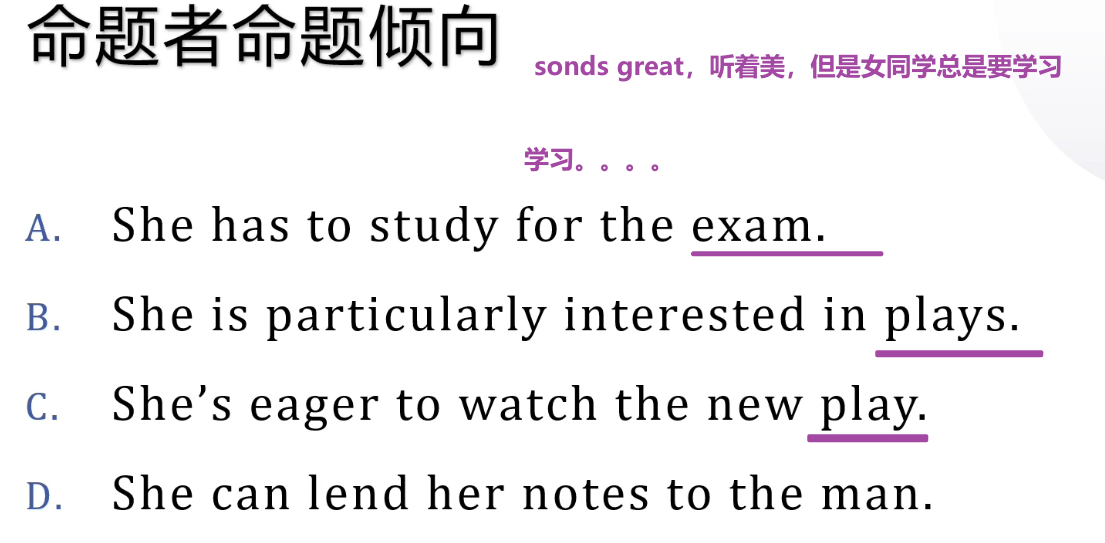 命题者命题倾向
sonds great，听着美，但是女同学总是要学习
学习。。。。
A. She has to study for the exam.
B. She is particularly interested in plays.
C. She’s eager to watch the new play.
D. She can lend her notes to the man.